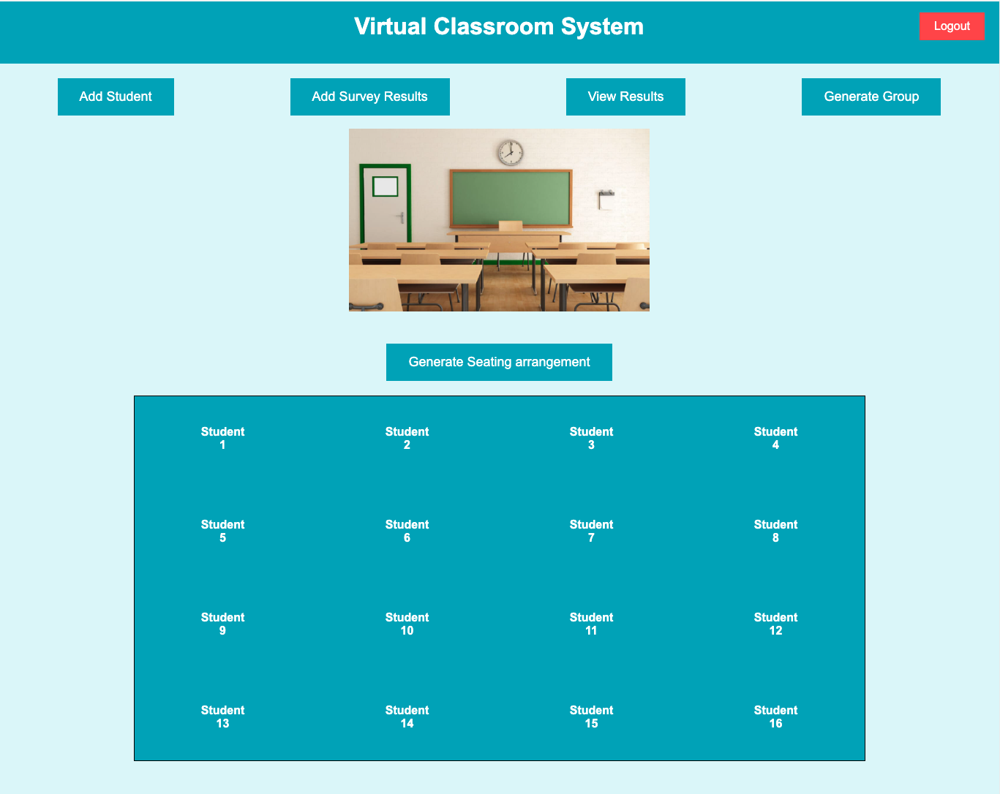 Virtual Classroom System
Logout
Add Student
Add Survey Results
View Results
Generate Group
Generate Seating arrangement
Student
1
Student
2
Student
3
Student
4
Student
5
Student
6
Student
7
Student
8
Student
9
Student
10
Student
11
Student
12
Student
13
Student
14
Student
15
Student
16